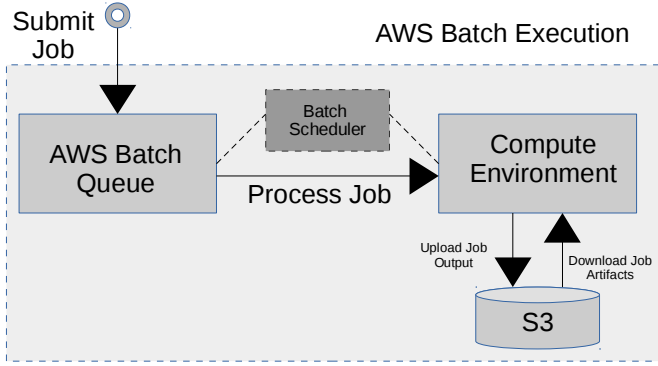 Submit
Job
AWS Batch Execution
Batch
Scheduler
AWS Batch
Queue
Compute
Environment
Process Job
Upload Job
Output
Download Job
Artifacts
S3